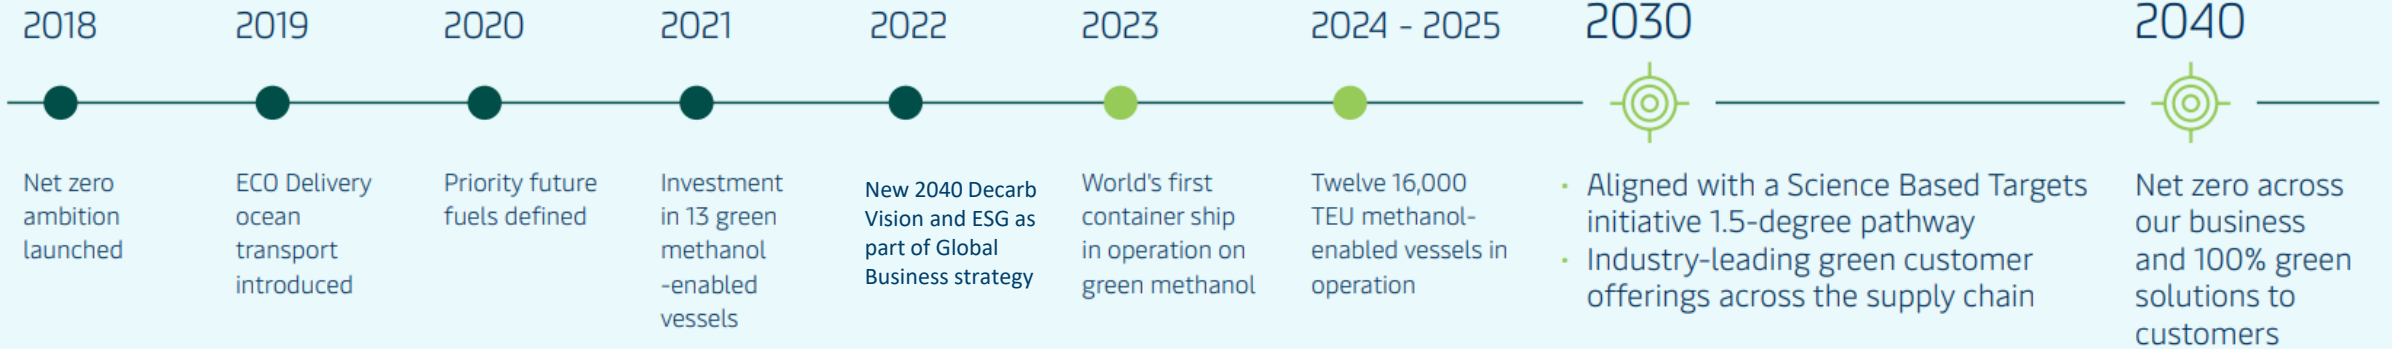 2018
Net zero
ambition
launched
2019
ECO Delivery
ocean
transport
introduced
2020
Priority future
fuels defined
2021
Investment
in 13 green
methanol
-enabled
vessels
2022
New 2040 Decarb
Vision and ESG as
part of Global
Business strategy
2023
World's first
container ship
in operation on
green methanol
2024 - 2025
Twelve 16,000
TEU methanol-
enabled vessels in
operation
2030
· Aligned with a Science Based Targets
initiative 1.5-degree pathway
· Industry-leading green customer
offerings across the supply chain
2040
Net zero across
our business
and 100% green
solutions to
customers